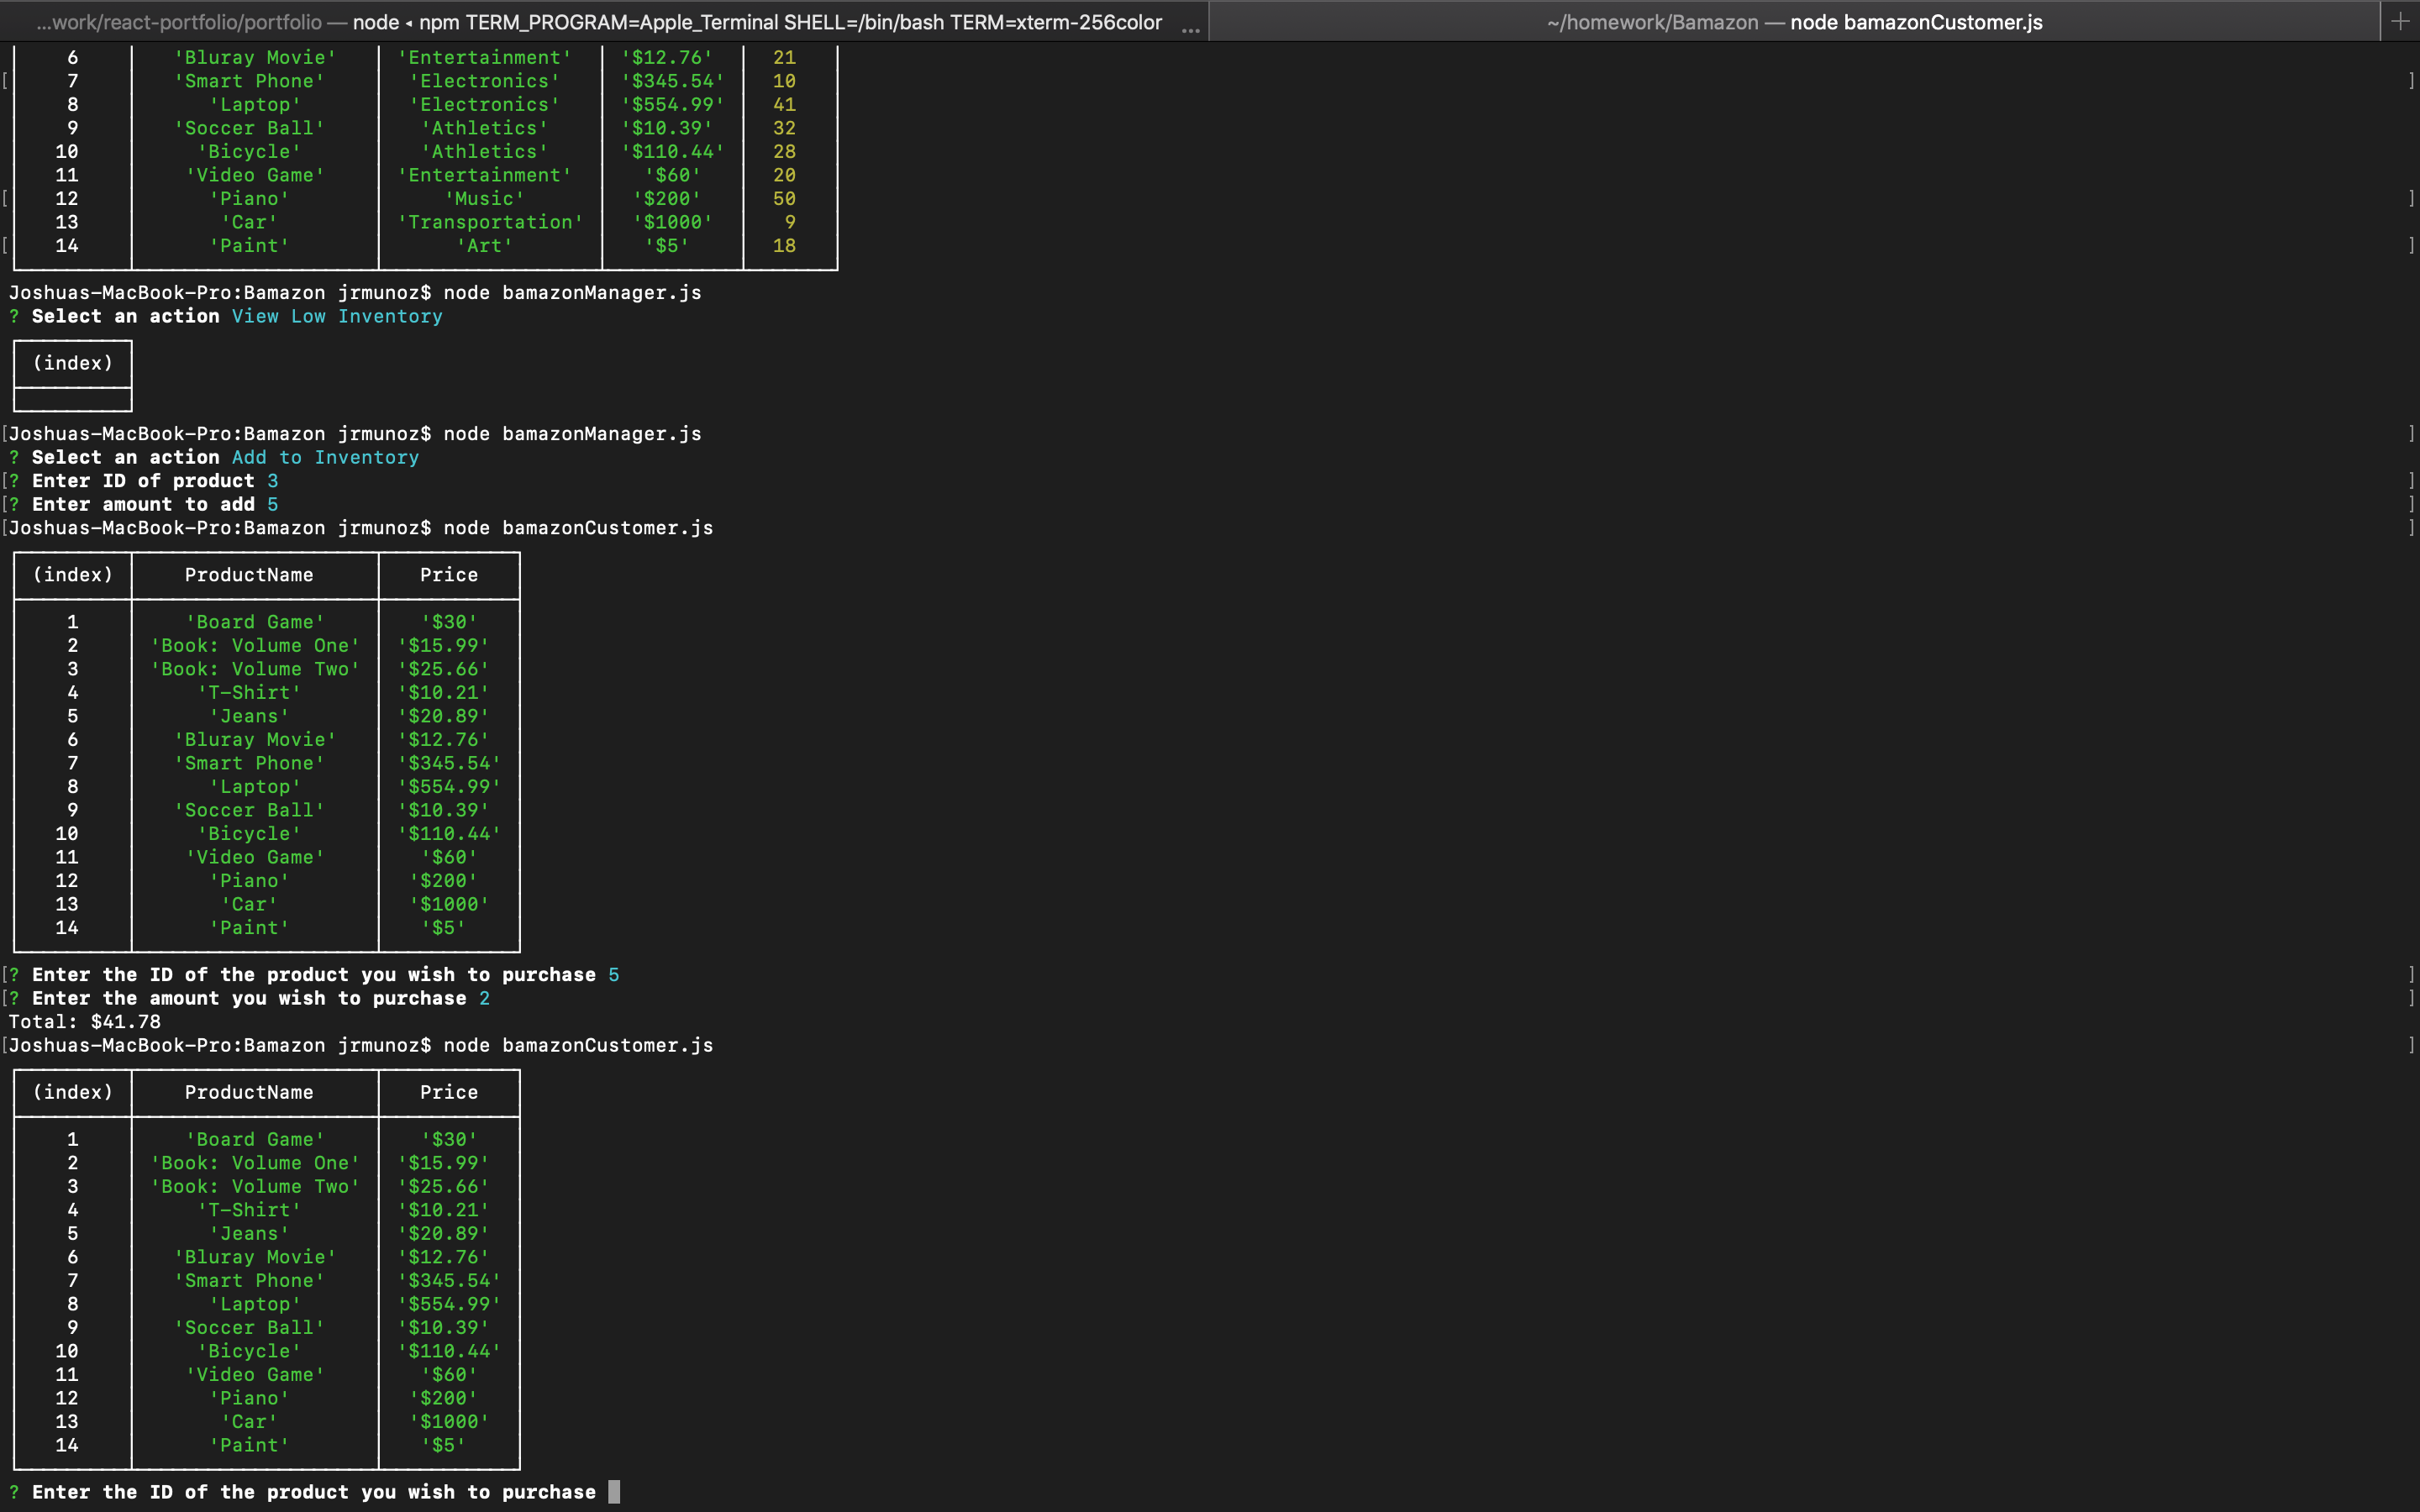 ...work/react-portfolio/portfolio — node ◂ npm TERM_PROGRAM=Apple_Terminal SHELL=/bin/bash TERM=xterm-256color ...
~/homework/Bamazon — node bamazonCustomer.js +
6 'Bluray Movie' 'Entertainment' '$12.76' 21
[ 7 'Smart Phone' 'Electronics' '$345.54' 10 ]
8 'Laptop' 'Electronics' '$554.99' 41
9 'Soccer Ball' 'Athletics' '$10.39' 32
10 'Bicycle' 'Athletics' '$110.44' 28
11 'Video Game' 'Entertainment' '$60' 20
[ 12 'Piano' 'Music' '$200' 50 ]
13 'Car' 'Transportation' '$1000' 9
[ 14 'Paint' 'Art' '$5' 18 ]
Joshuas-MacBook-Pro:Bamazon jrmunoz$ node bamazonManager.js
? Select an action View Low Inventory
(index)
[Joshuas-MacBook-Pro:Bamazon jrmunoz$ node bamazonManager.js ]
? Select an action Add to Inventory
[? Enter ID of product 3 ]
[? Enter amount to add 5 ]
[Joshuas-MacBook-Pro:Bamazon jrmunoz$ node bamazonCustomer.js ]
(index) ProductName Price
1 'Board Game' '$30'
2 'Book: Volume One' '$15.99'
3 'Book: Volume Two' '$25.66'
4 'T-Shirt' '$10.21'
5 'Jeans' '$20.89'
6 'Bluray Movie' '$12.76'
7 'Smart Phone' '$345.54'
8 'Laptop' '$554.99'
9 'Soccer Ball' '$10.39'
10 'Bicycle' '$110.44'
11 'Video Game' '$60'
12 'Piano' '$200'
13 'Car' '$1000'
14 'Paint' '$5'
[? Enter the ID of the product you wish to purchase 5 ]
[? Enter the amount you wish to purchase 2 ]
Total: $41.78
[Joshuas-MacBook-Pro:Bamazon jrmunoz$ node bamazonCustomer.js ]
(index) ProductName Price
1 'Board Game' '$30'
2 'Book: Volume One' '$15.99'
3 'Book: Volume Two' '$25.66'
4 'T-Shirt' '$10.21'
5 'Jeans' '$20.89'
6 'Bluray Movie' '$12.76'
7 'Smart Phone' '$345.54'
8 'Laptop' '$554.99'
9 'Soccer Ball' '$10.39'
10 'Bicycle' '$110.44'
11 'Video Game' '$60'
12 'Piano' '$200'
13 'Car' '$1000'
14 'Paint' '$5'
? Enter the ID of the product you wish to purchase